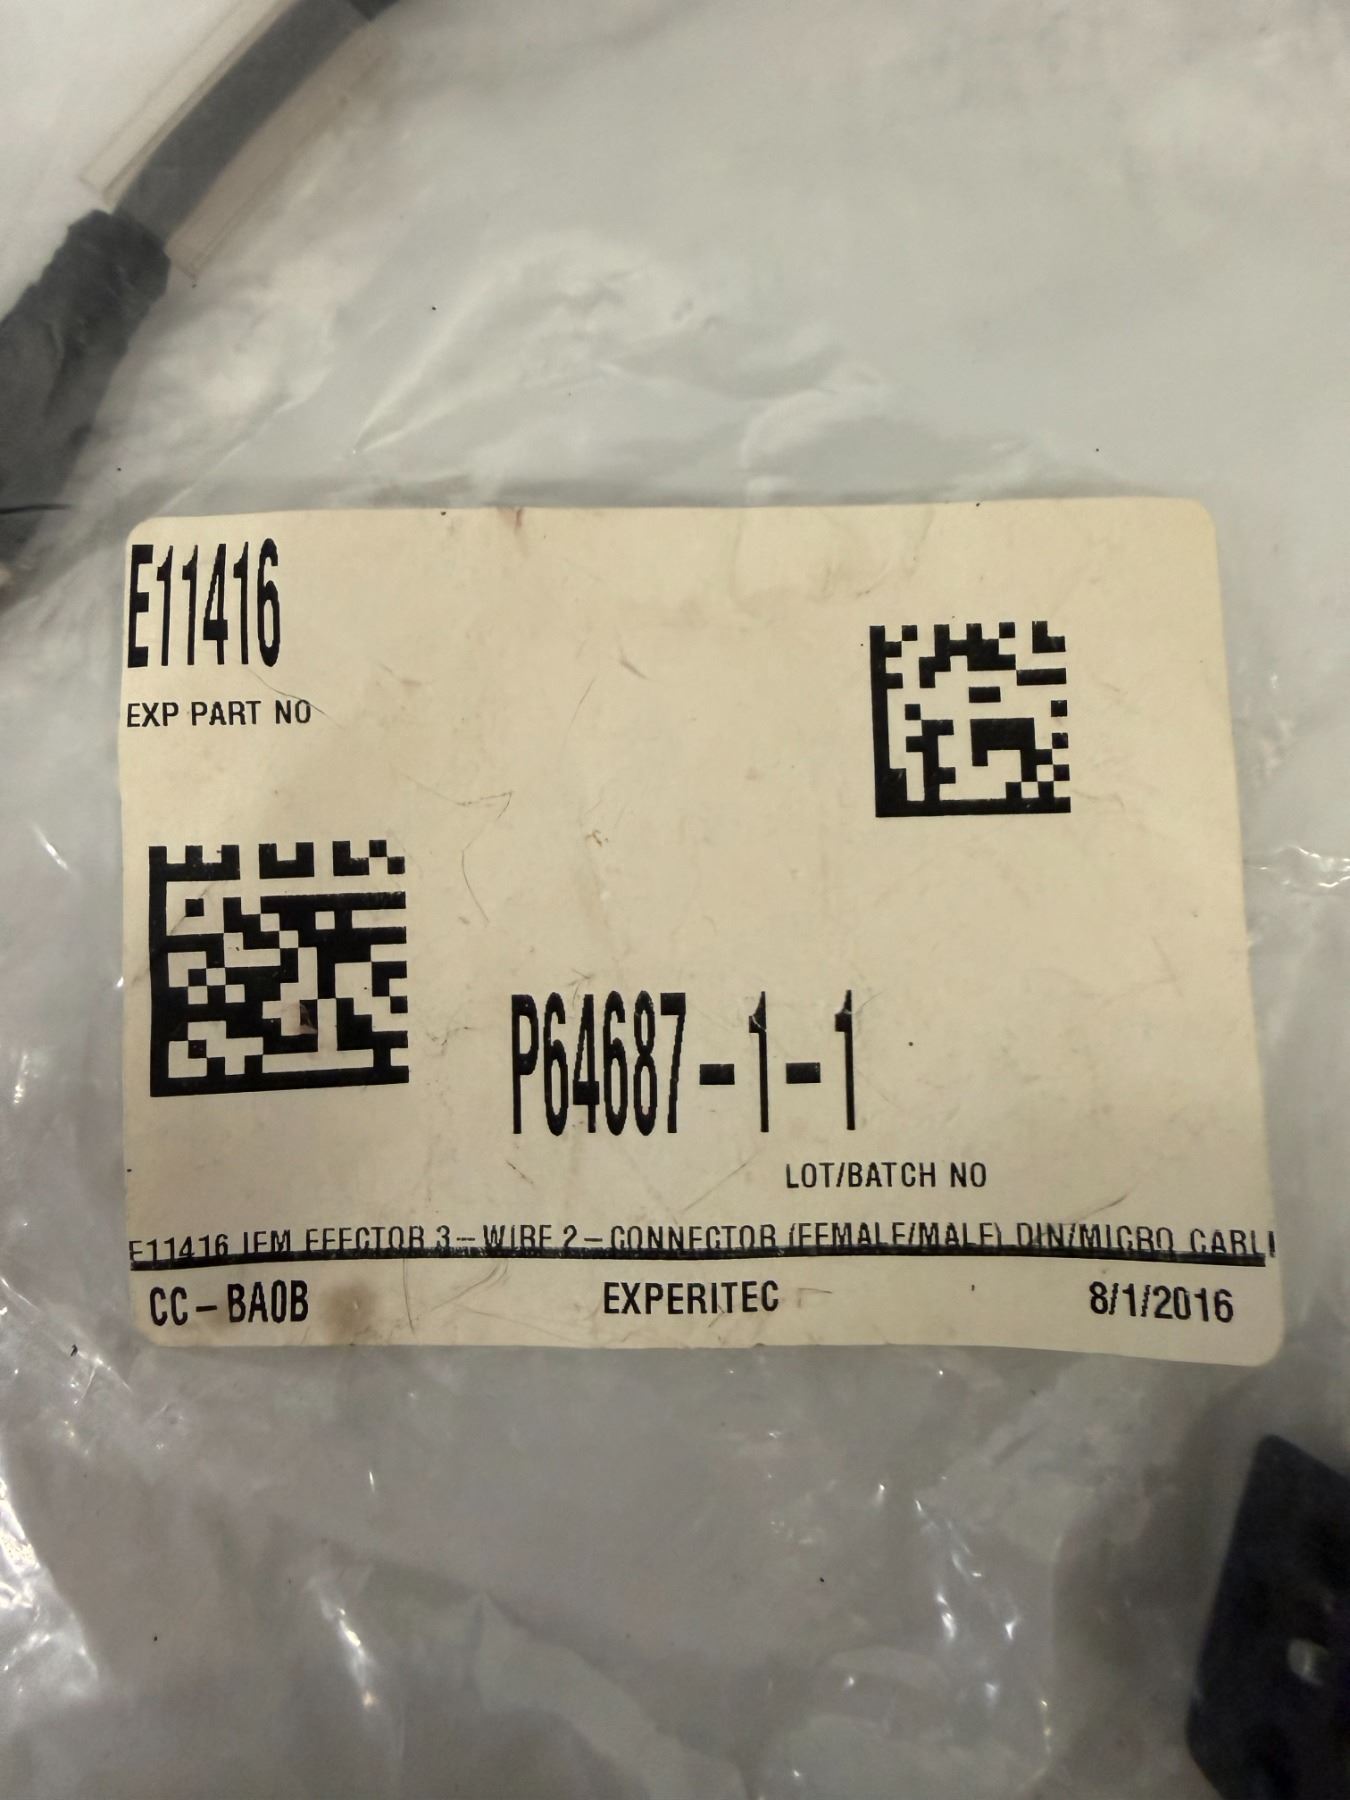 E11416
EXP PART NO
P64687-1-1
LOT/BATCH NO
E11416 IFM EFECTOR 3-WIRE 2-CONNECTOR (FEMALE/MALE) DIN/MICRO
CC-BA0B EXPERITEC 8/1/2016